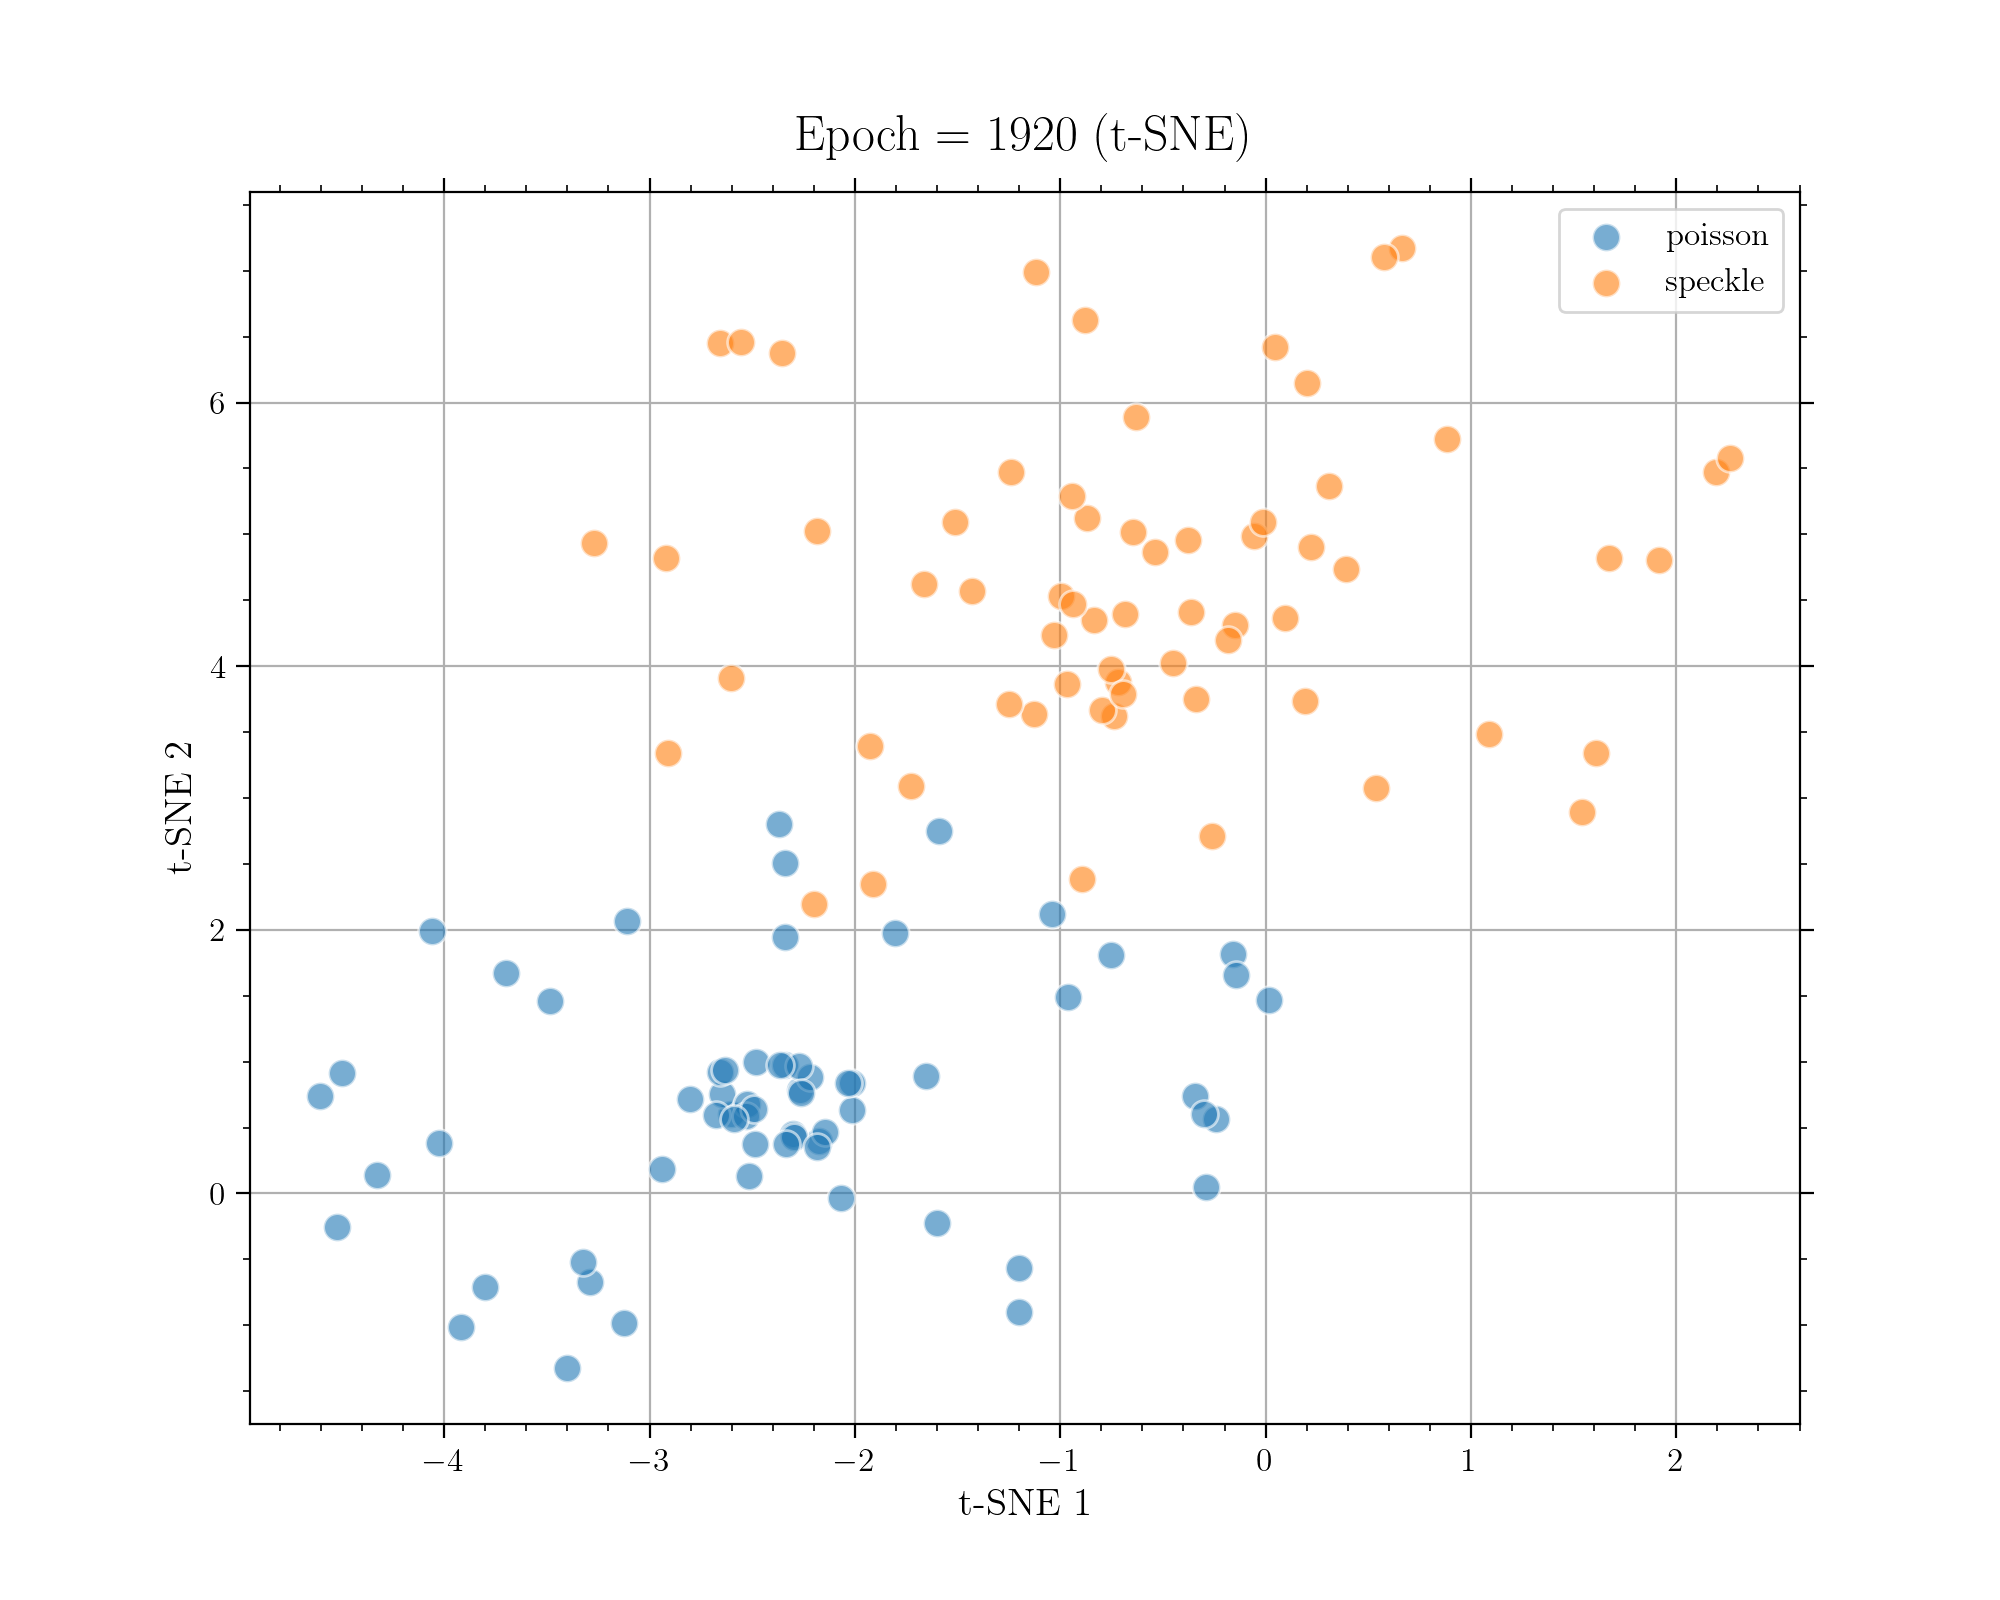 Epoch = 1920 (t-SNE)
poisson
speckle
6
4
2
0
t-SNE 2
−4 −3 −2 −1 0 1 2
t-SNE 1